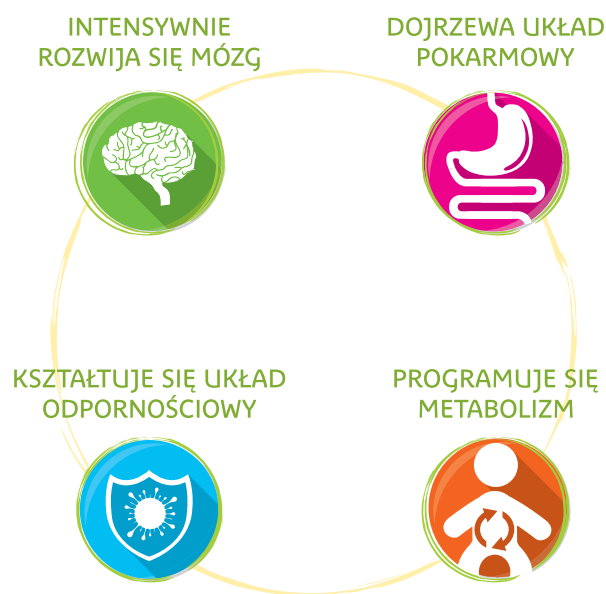 INTENSYWNIE
ROZWIJA SIĘ MÓZG
DOJRZEWA UKŁAD
POKARMOWY
KSZTAŁTUJE SIĘ UKŁAD
ODPORNOŚCIOWY
PROGRAMUJE SIĘ
METABOLIZM